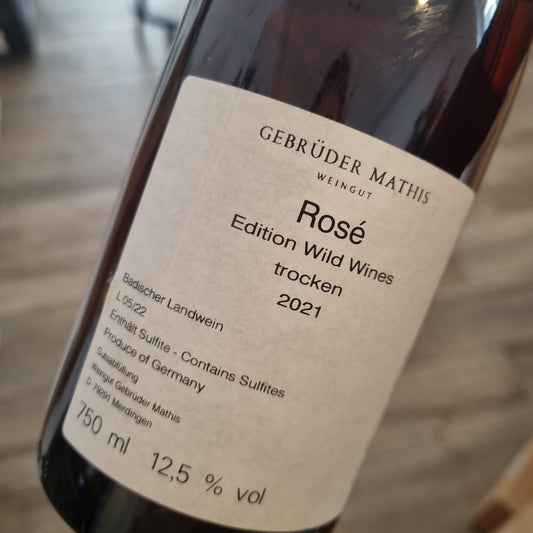 GEBRÜDER MATHIS
WEINGUT
Rosé
Edition Wild Wines
trocken
2021
Badischer Landwein
L 05/22
Enthält Sulfite - Contains Sulfites
Produce of Germany
Gutsabfüllung
Weingut Gebrüder Mathis
D-79291 Merdingen
750 ml 12,5 % vol